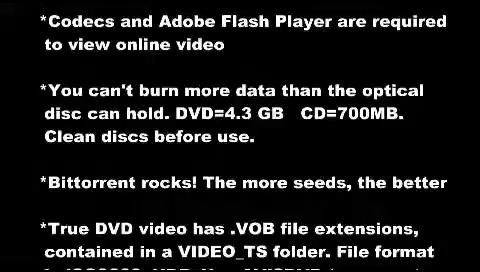 *Codecs and Adobe Flash Player are required
to view online video
*You can't burn more data than the optical
disc can hold. DVD=4.3 GB CD=700MB.
Clean discs before use.
*Bittorrent rocks! The more seeds, the better
*True DVD video has .VOB file extensions,
contained in a VIDEO_TS folder. File format